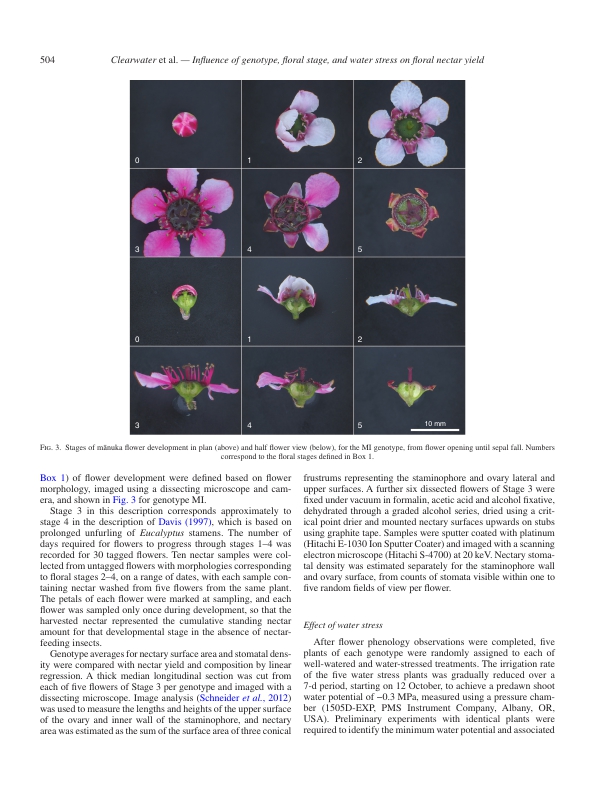 504
Clearwater et al. — Influence of genotype, floral stage, and water stress on floral nectar yield
0
1
2
3
4
5
0
1
2
3
4
5
10 mm
Fig. 3. Stages of mānuka flower development in plan (above) and half flower view (below), for the MI genotype, from flower opening until sepal fall. Numbers
correspond to the floral stages defined in Box 1.
Box 1) of flower development were defined based on flower
morphology, imaged using a dissecting microscope and cam-
era, and shown in Fig. 3 for genotype MI.
Stage 3 in this description corresponds approximately to
stage 4 in the description of Davis (1997), which is based on
prolonged unfurling of Eucalyptus stamens. The number of
days required for flowers to progress through stages 1–4 was
recorded for 30 tagged flowers. Ten nectar samples were col-
lected from untagged flowers with morphologies corresponding
to floral stages 2–4, on a range of dates, with each sample con-
taining nectar washed from five flowers from the same plant.
The petals of each flower were marked at sampling, and each
flower was sampled only once during development, so that the
harvested nectar represented the cumulative standing nectar
amount for that developmental stage in the absence of nectar-
feeding insects.
Genotype averages for nectary surface area and stomatal dens-
ity were compared with nectar yield and composition by linear
regression. A thick median longitudinal section was cut from
each of five flowers of Stage 3 per genotype and imaged with a
dissecting microscope. Image analysis (Schneider et al., 2012)
was used to measure the lengths and heights of the upper surface
of the ovary and inner wall of the staminophore, and nectary
area was estimated as the sum of the surface area of three conical
frustrums representing the staminophore and ovary lateral and
upper surfaces. A further six dissected flowers of Stage 3 were
fixed under vacuum in formalin, acetic acid and alcohol fixative,
dehydrated through a graded alcohol series, dried using a crit-
ical point drier and mounted nectary surfaces upwards on stubs
using graphite tape. Samples were sputter coated with platinum
(Hitachi E-1030 Ion Sputter Coater) and imaged with a scanning
electron microscope (Hitachi S-4700) at 20 keV. Nectary stoma-
tal density was estimated separately for the staminophore wall
and ovary surface, from counts of stomata visible within one to
five random fields of view per flower.
Effect of water stress
After flower phenology observations were completed, five
plants of each genotype were randomly assigned to each of
well-watered and water-stressed treatments. The irrigation rate
of the five water stress plants was gradually reduced over a
7-d period, starting on 12 October, to achieve a predawn shoot
water potential of −0.3 MPa, measured using a pressure cham-
ber (1505D-EXP, PMS Instrument Company, Albany, OR,
USA). Preliminary experiments with identical plants were
required to identify the minimum water potential and associated